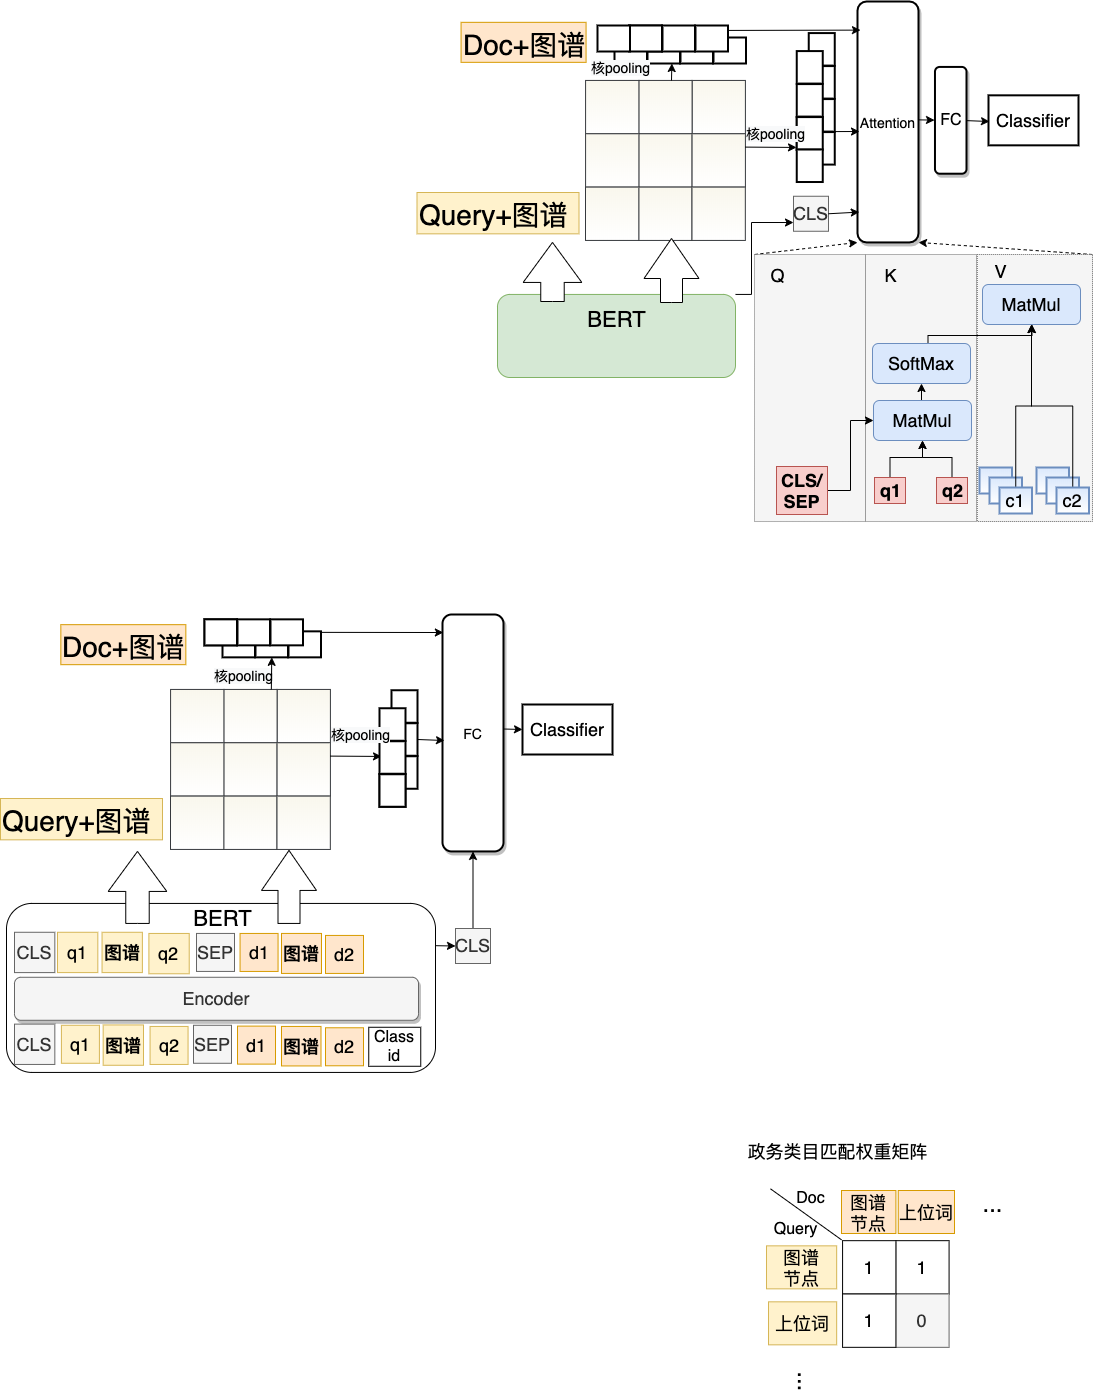 Doc+图谱
核pooling
核pooling
Attention
FC
Classifier
Query+图谱
CLS
BERT
Q
K
V
MatMul
SoftMax
MatMul
CLS/
SEP
q1
q2
c1
c2
Doc+图谱
核pooling
核pooling
FC
Classifier
Query+图谱
BERT
CLS
CLS q1 图谱 q2 SEP d1 图谱 d2
Encoder
CLS q1 图谱 q2 SEP d1 图谱 d2
Class
id
政务类目匹配权重矩阵
Doc
Query
图谱
节点
上位词
...
图谱
节点
1 1
上位词
1 0
...